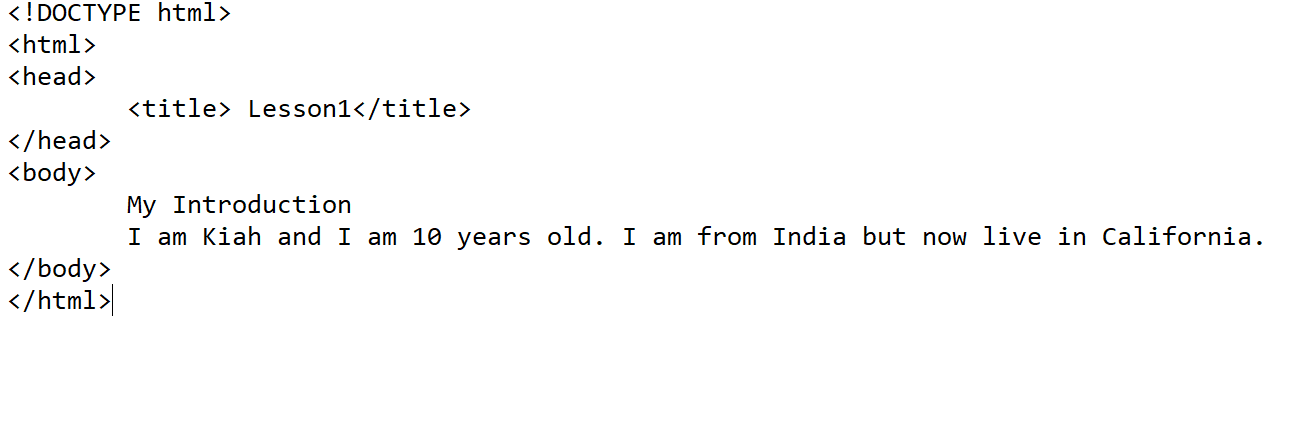 <!DOCTYPE html>
<html>
<head>
<title> Lesson1</title>
</head>
<body>
My Introduction
I am Kiah and I am 10 years old. I am from India but now live in California.
</body>
</html>